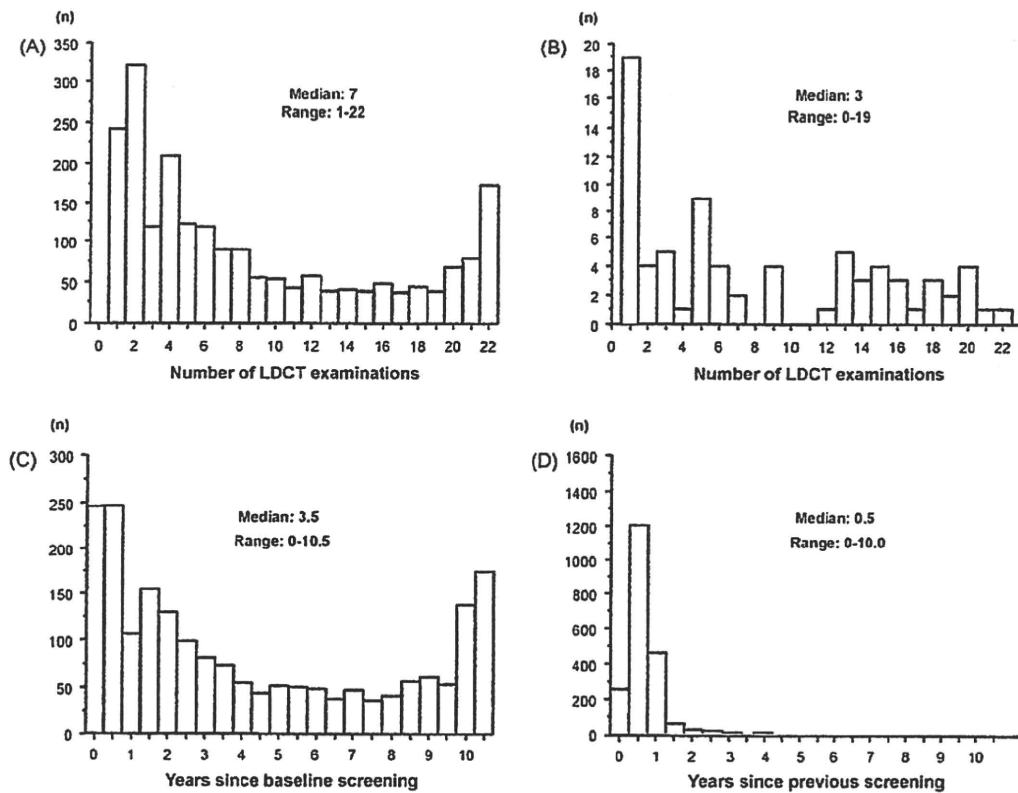 (n)
(A)
350
300
250
200
150
100
50
0
Median: 7
Range: 1-22
0 2 4 6 8 10 12 14 16 18 20 22
Number of LDCT examinations
(n)
(B)
20
18
16
14
12
10
8
6
4
2
0
Median: 3
Range: 0-19
0 2 4 6 8 10 12 14 16 18 20 22
Number of LDCT examinations
(n)
(C)
300
250
200
150
100
50
0
Median: 3.5
Range: 0-10.5
0 1 2 3 4 5 6 7 8 9 10
Years since baseline screening
(n)
(D)
1600
1400
1200
1000
800
600
400
200
0
Median: 0.5
Range: 0-10.0
0 1 2 3 4 5 6 7 8 9 10
Years since previous screening